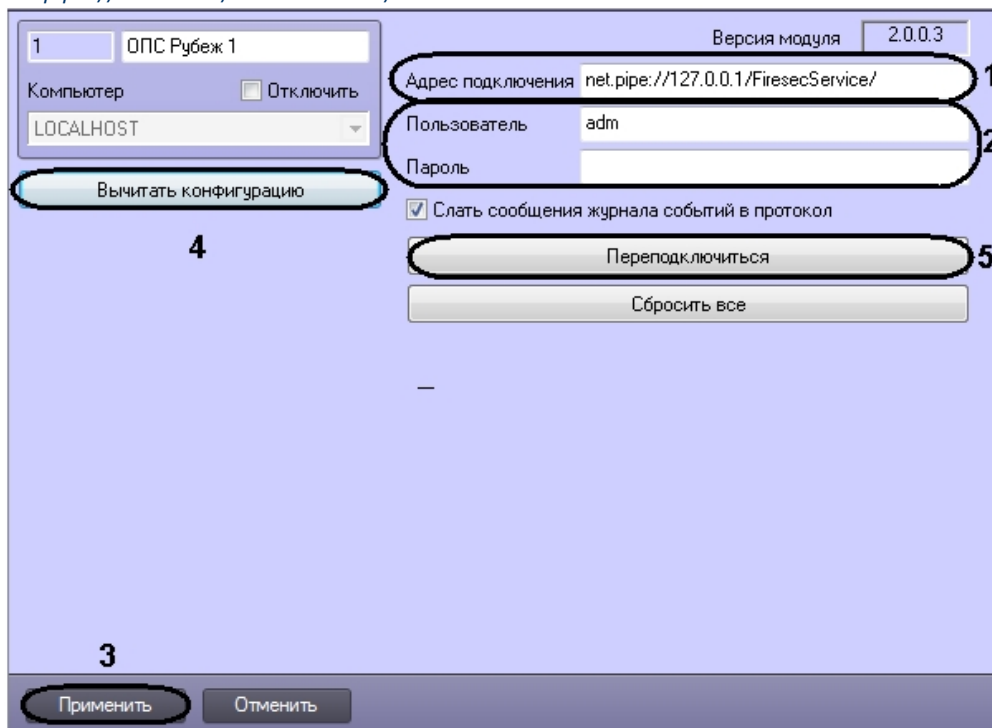 1 ОПС Рубеж 1
Компьютер Отключить
LOCALHOST
Вычитать конфигурацию
4
Версия модуля 2.0.0.3
Адрес подключения net.pipe://127.0.0.1/FiresecService/ 1
Пользователь adm
2
Пароль
Слать сообщения журнала событий в протокол
Переподключиться 5
Сбросить все
3
Применить Отменить